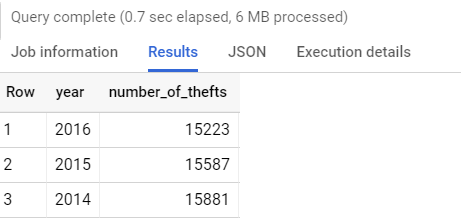 Query complete (0.7 sec elapsed, 6 MB processed)
Job information Results JSON Execution details
Row year number_of_thefts
1 2016 15223
2 2015 15587
3 2014 15881